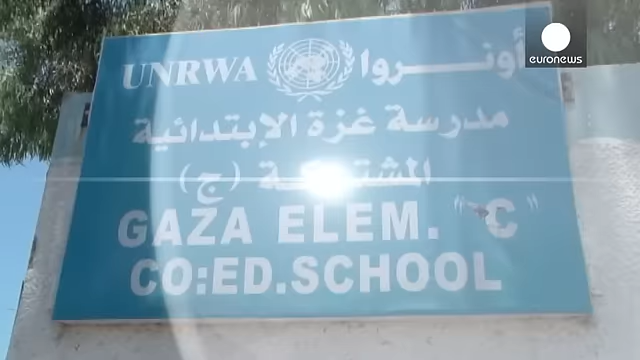 euronews
UNRWA أونروا
مدرسة غزة الابتدائية
(ج)
GAZA ELEM. "C"
CO:ED.SCHOOL